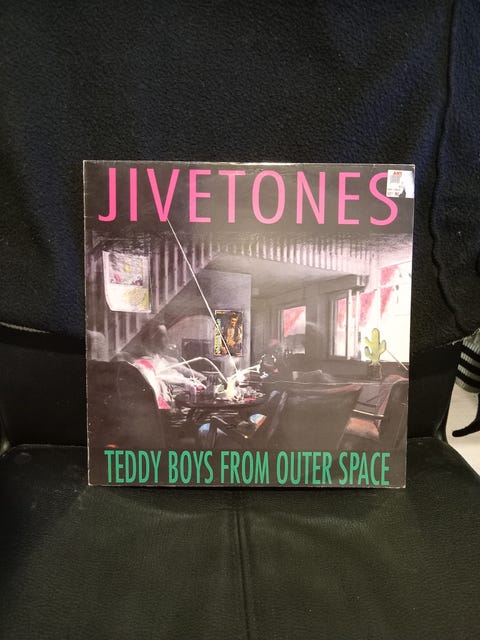 JIVETONES
TEDDY BOYS FROM OUTER SPACE